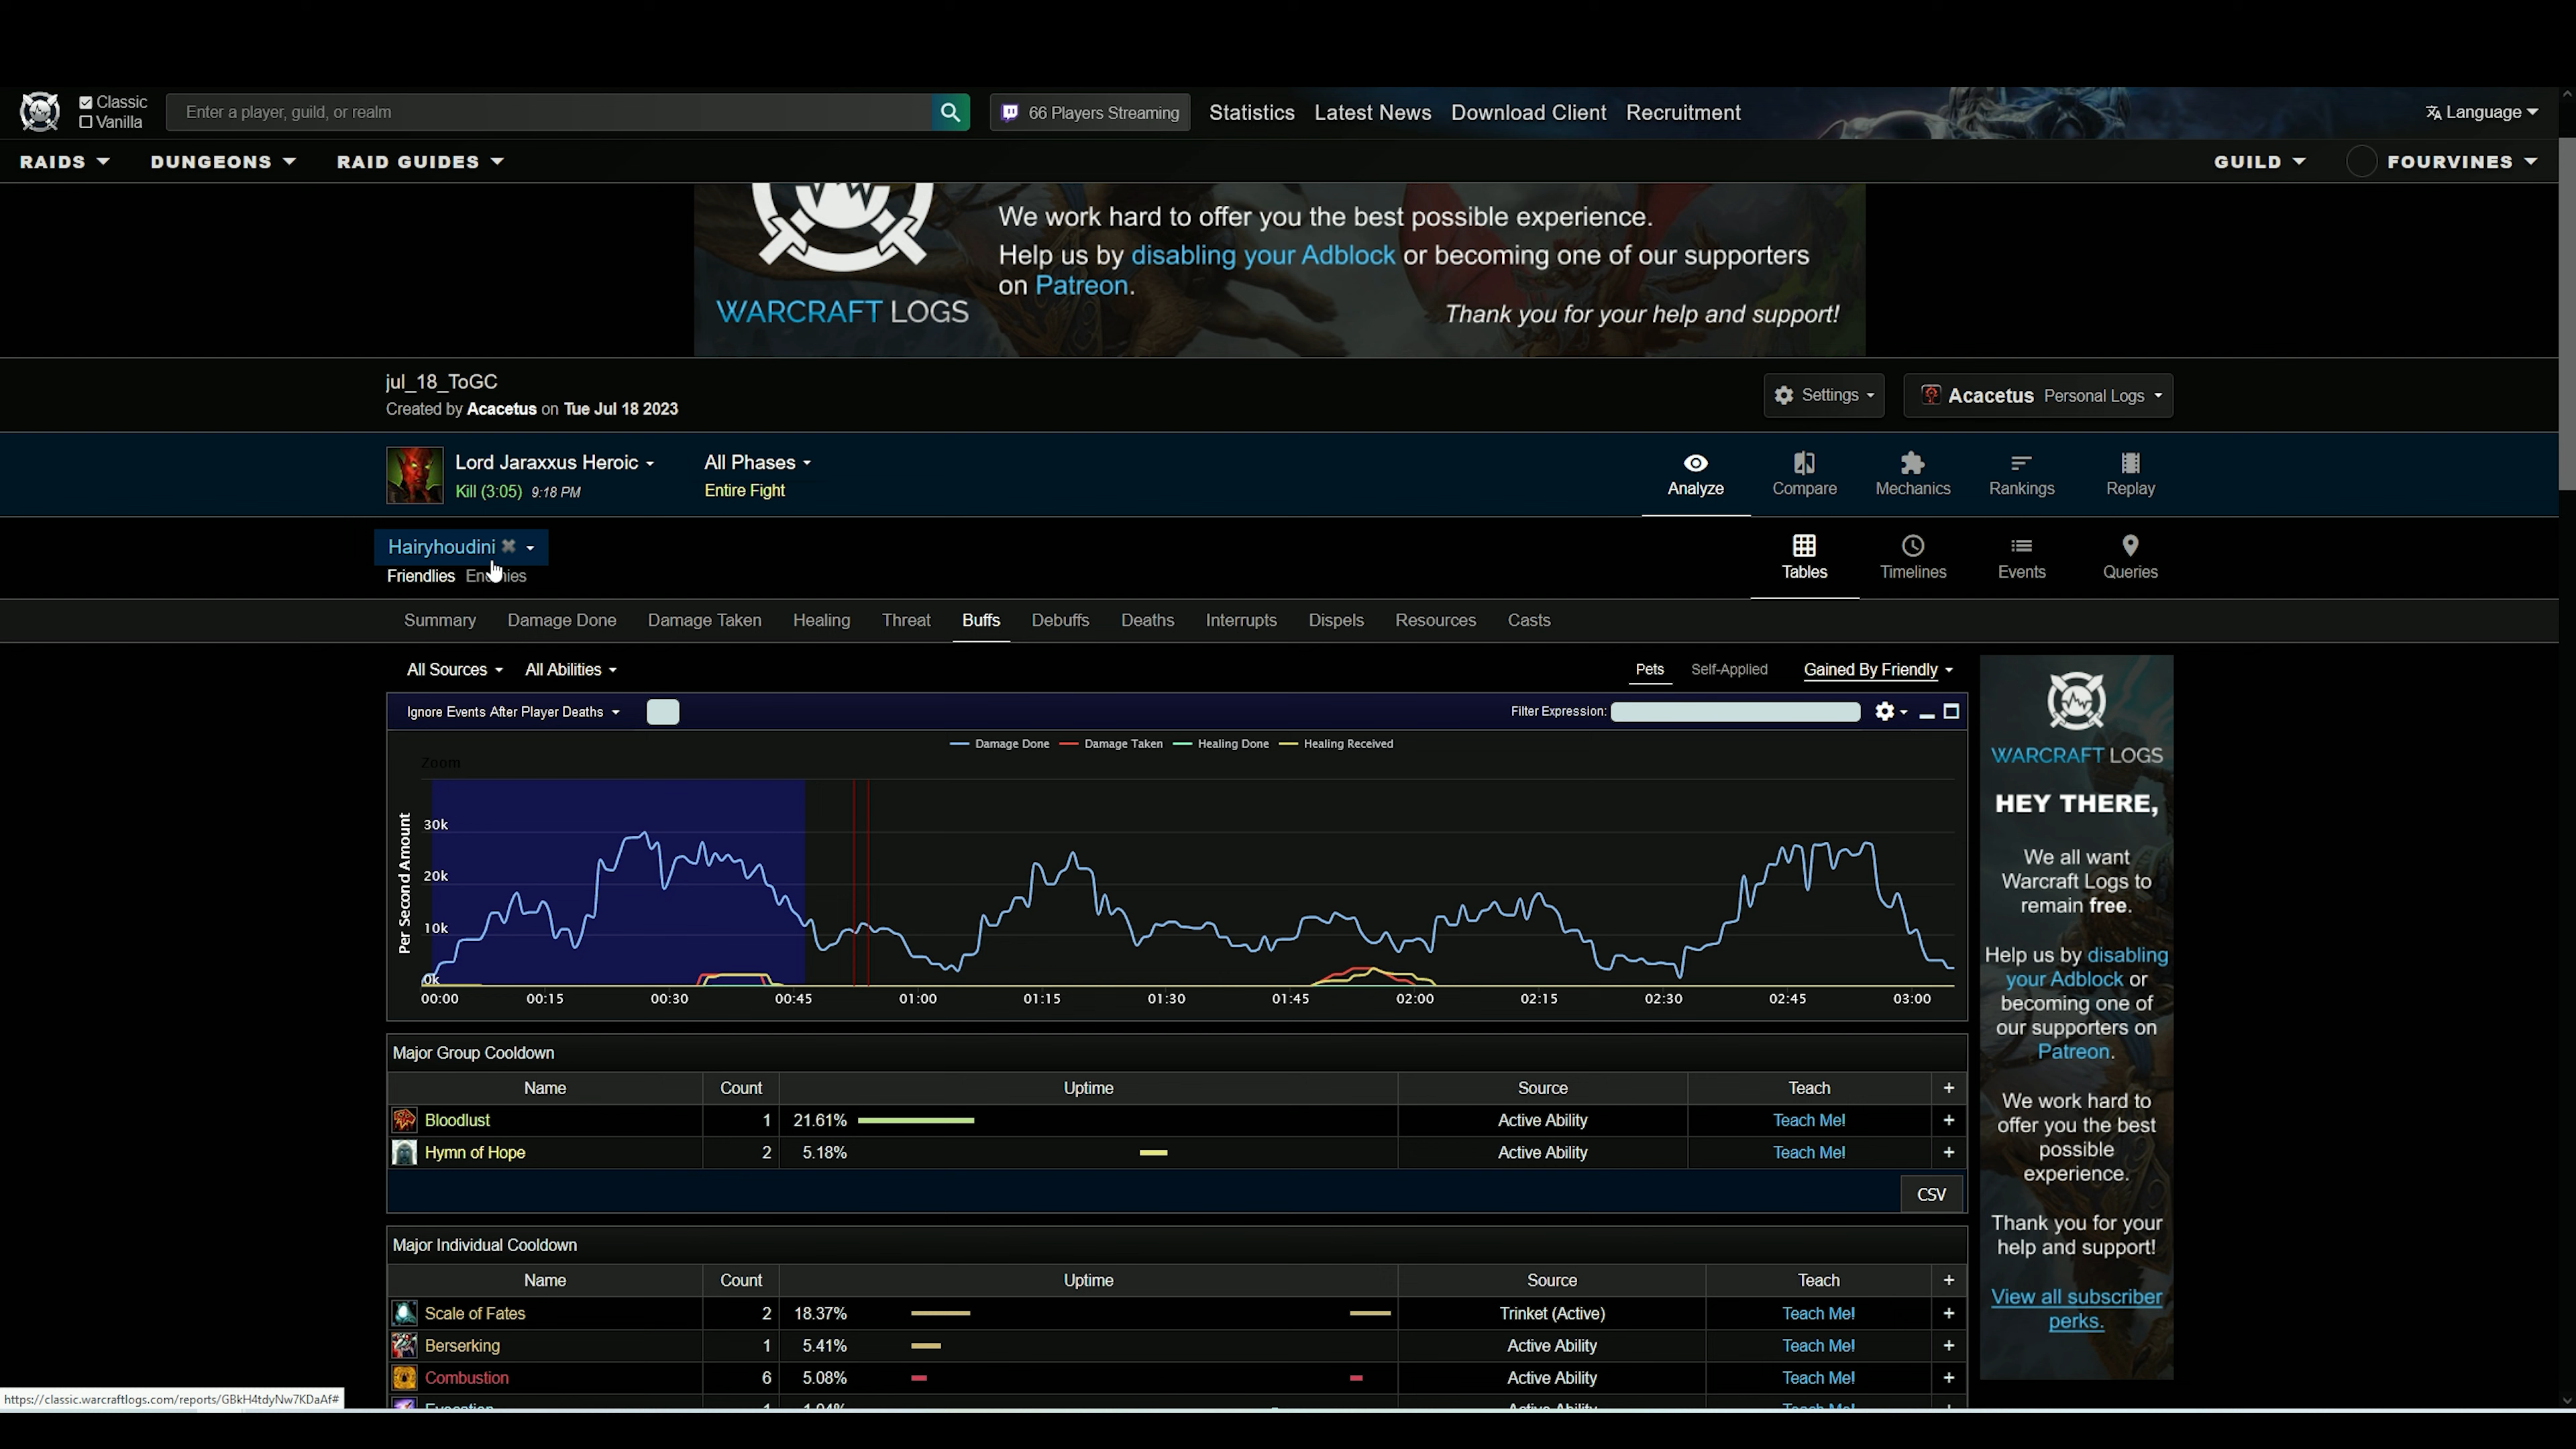 Classic
Vanilla
Enter a player, guild, or realm
66 Players Streaming
Statistics Latest News Download Client Recruitment
Language
RAIDS DUNGEONS RAID GUIDES
GUILD FOURVINES
We work hard to offer you the best possible experience.
Help us by disabling your Adblock or becoming one of our supporters
on Patreon.
WARCRAFT LOGS
Thank you for your help and support!
jul_18_ToGC
Created by Acacetus on Tue Jul 18 2023
Settings
Acacetus Personal Logs
Lord Jaraxxus Heroic
Kill (3:05) 9:18 PM
All Phases
Entire Fight
Analyze Compare Mechanics Rankings Replay
Hairyhoudini
Friendlies
Tables Timelines Events Queries
Summary Damage Done Damage Taken Healing Threat Buffs Debuffs Deaths Interrupts Dispels Resources Casts
All Sources All Abilities
Pets Self-Applied Gained By Friendly
Ignore Events After Player Deaths
Filter Expression:
Damage Done Damage Taken Healing Done Healing Received
Zoom
Per Second Amount
30k
20k
10k
0k
00:00 00:15 00:30 00:45 01:00 01:15 01:30 01:45 02:00 02:15 02:30 02:45 03:00
Major Group Cooldown
Name Count Uptime Source Teach +
Bloodlust 1 21.61% Active Ability Teach Me! +
Hymn of Hope 2 5.18% Active Ability Teach Me! +
CSV
Major Individual Cooldown
Name Count Uptime Source Teach +
Scale of Fates 2 18.37% Trinket (Active) Teach Me! +
Berserking 1 5.41% Active Ability Teach Me! +
Combustion 6 5.08% Active Ability Teach Me! +
https://classic.warcraftlogs.com/reports/GBkH4tdyNw7KDaAf#
WARCRAFT LOGS
HEY THERE,
We all want
Warcraft Logs to
remain free.
Help us by disabling
your Adblock or
becoming one of
our supporters on
Patreon.
We work hard to
offer you the best
possible
experience.
Thank you for your
help and support!
View all subscriber
perks.